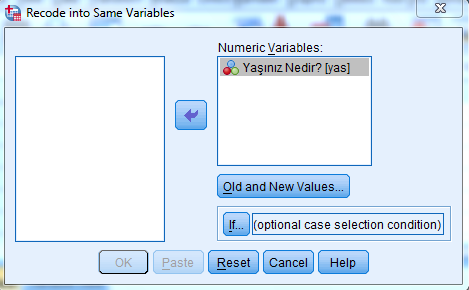 Recode into Same Variables
Numeric Variables:
Yaşınız Nedir? [yas]
Old and New Values...
If... (optional case selection condition)
OK Paste Reset Cancel Help